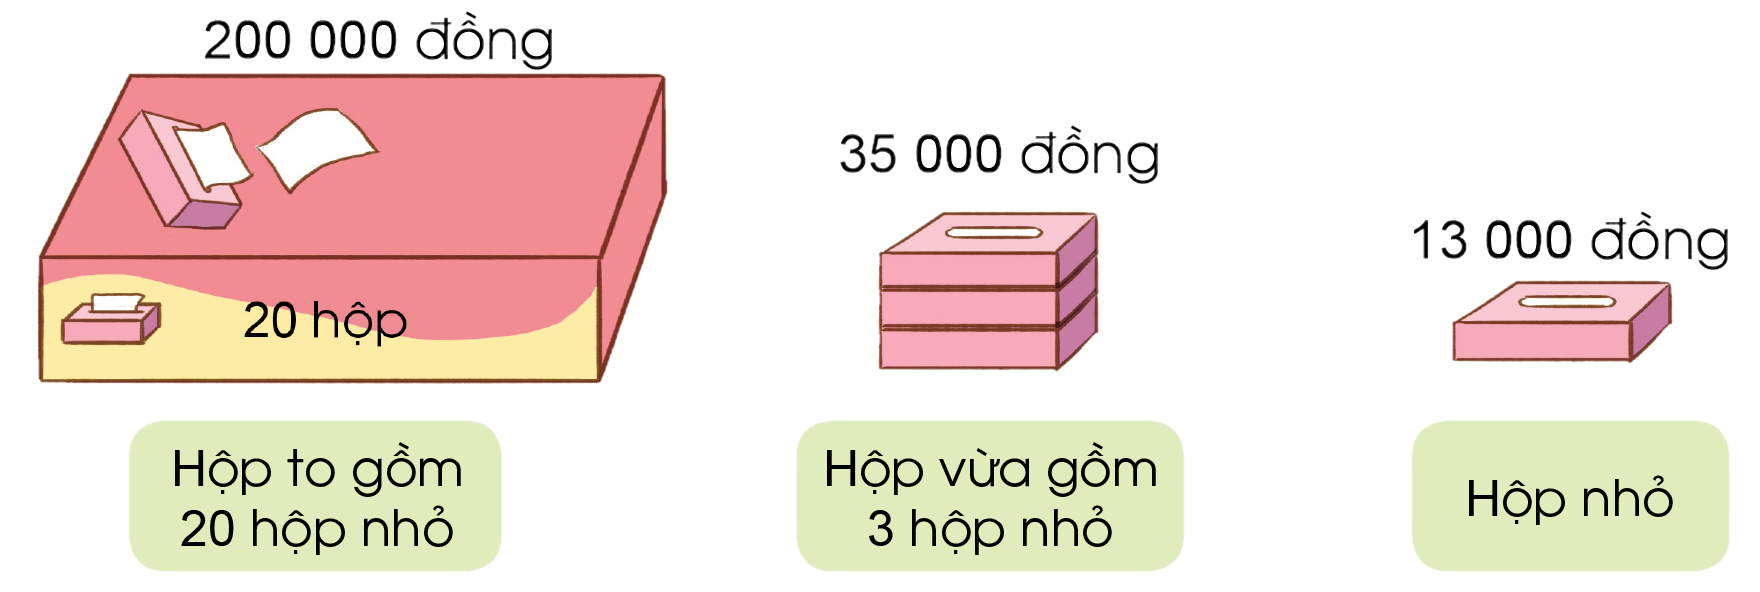 200 000 đồng
20 hộp
Hộp to gồm
20 hộp nhỏ
35 000 đồng
Hộp vừa gồm
3 hộp nhỏ
13 000 đồng
Hộp nhỏ